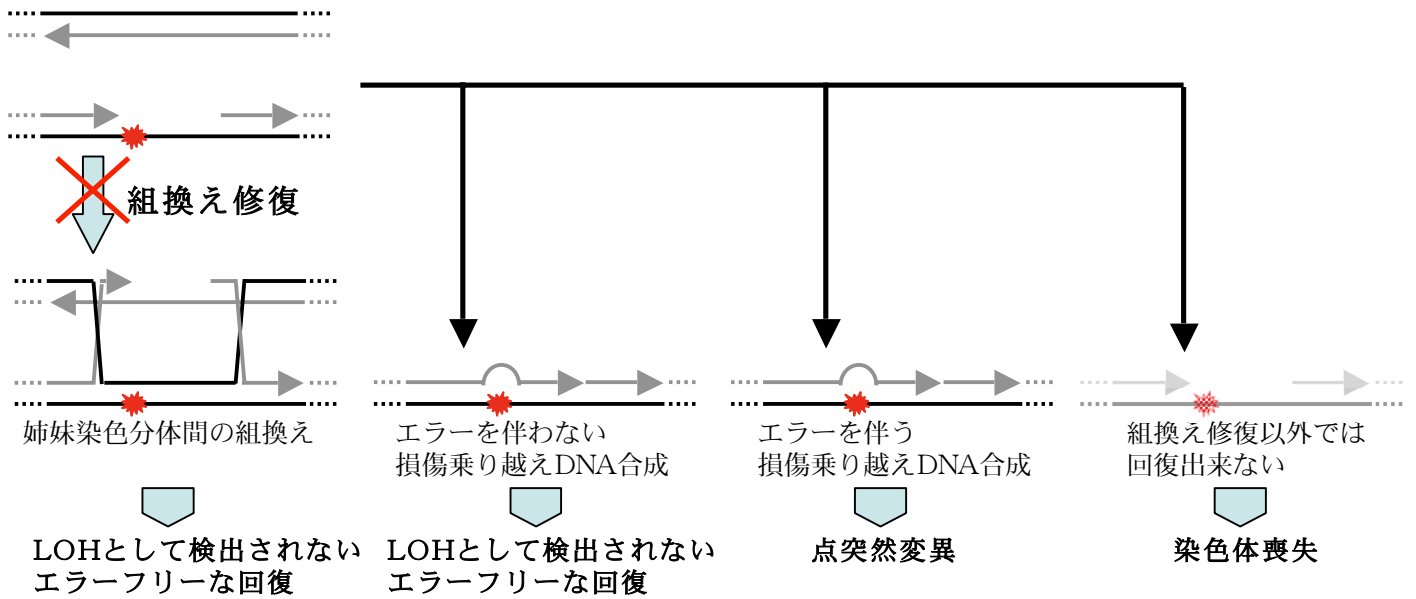 組換え修復
姉妹染色分体間の組換え
LOHとして検出されない
エラーフリーな回復
エラーを伴わない
損傷乗り越えDNA合成
LOHとして検出されない
エラーフリーな回復
エラーを伴う
損傷乗り越えDNA合成
点突然変異
組換え修復以外では
回復出来ない
染色体喪失